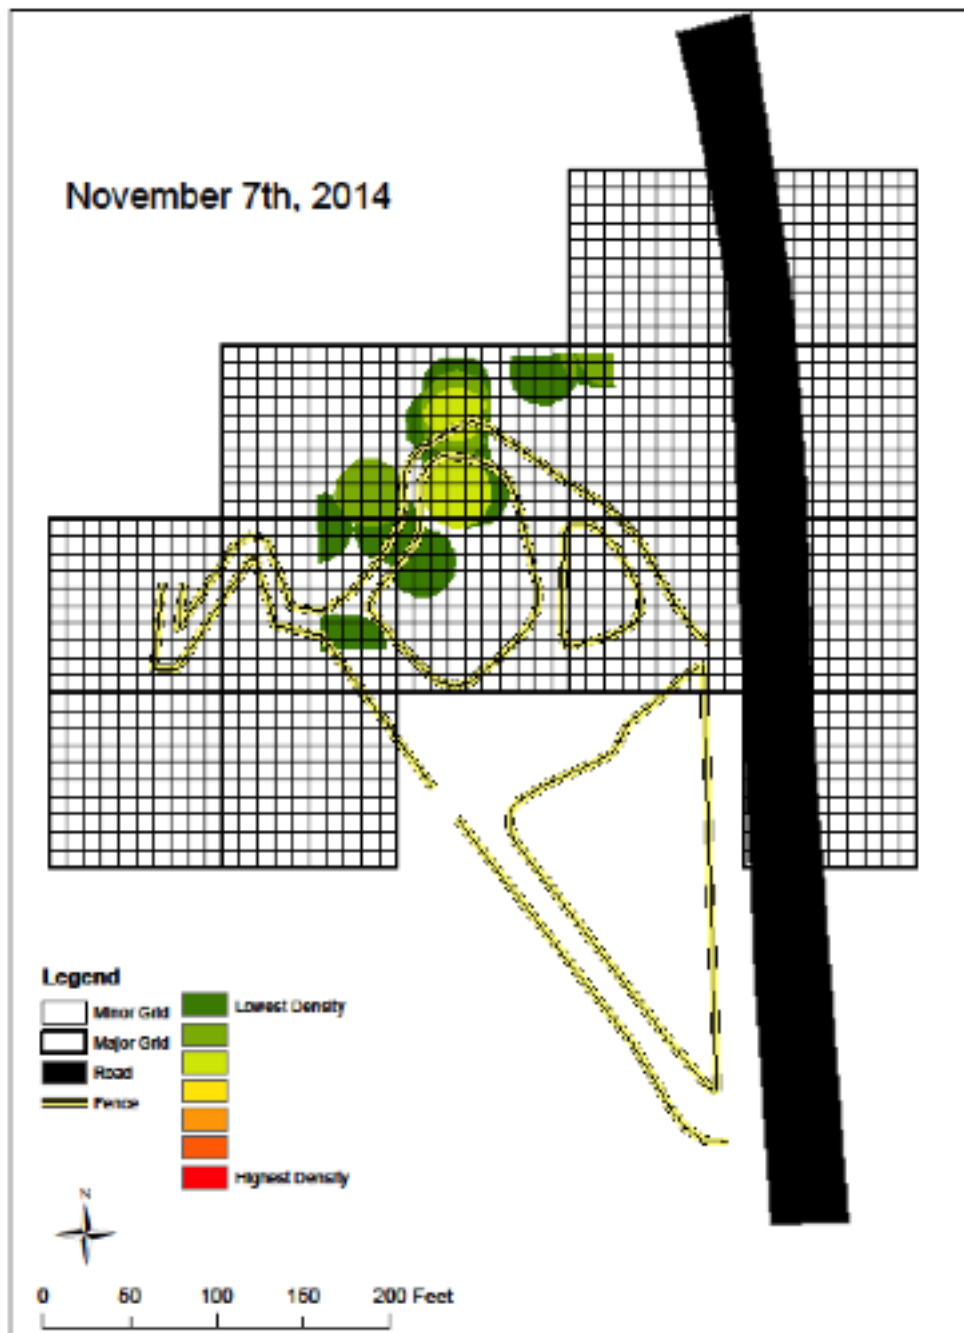 November 7th, 2014
Legend
Minor Grid
Major Grid
Road
Fence
Lowest Density
Highest Density
N
0 50 100 150 200 Feet